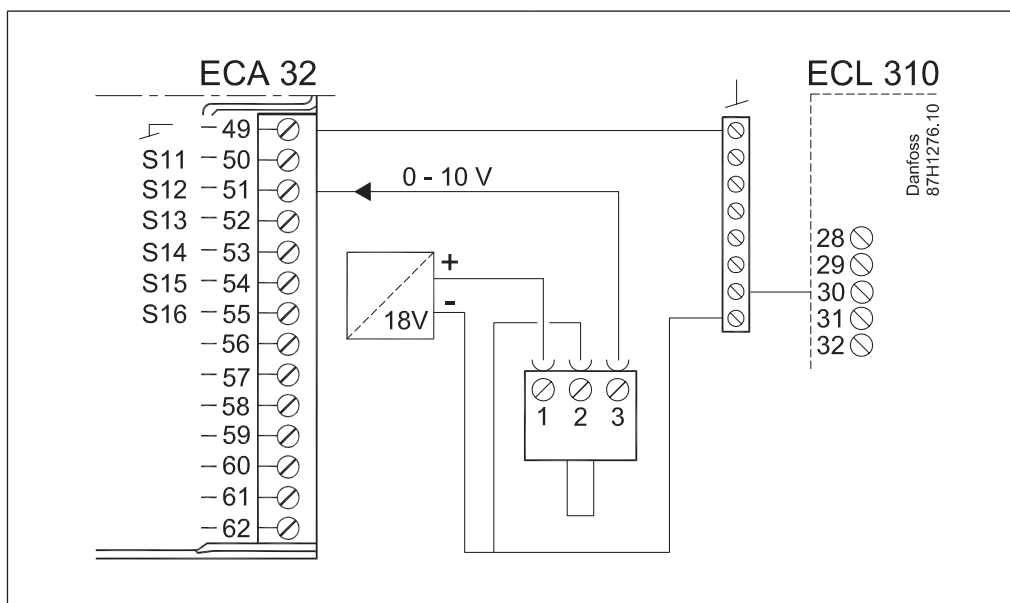 ECA 32
ECL 310
Danfoss
87H1276.10
49
S11 50
S12 51
S13 52
S14 53
S15 54
S16 55
56
57
58
59
60
61
62
0 - 10 V
+
-
18V
1 2 3
28
29
30
31
32